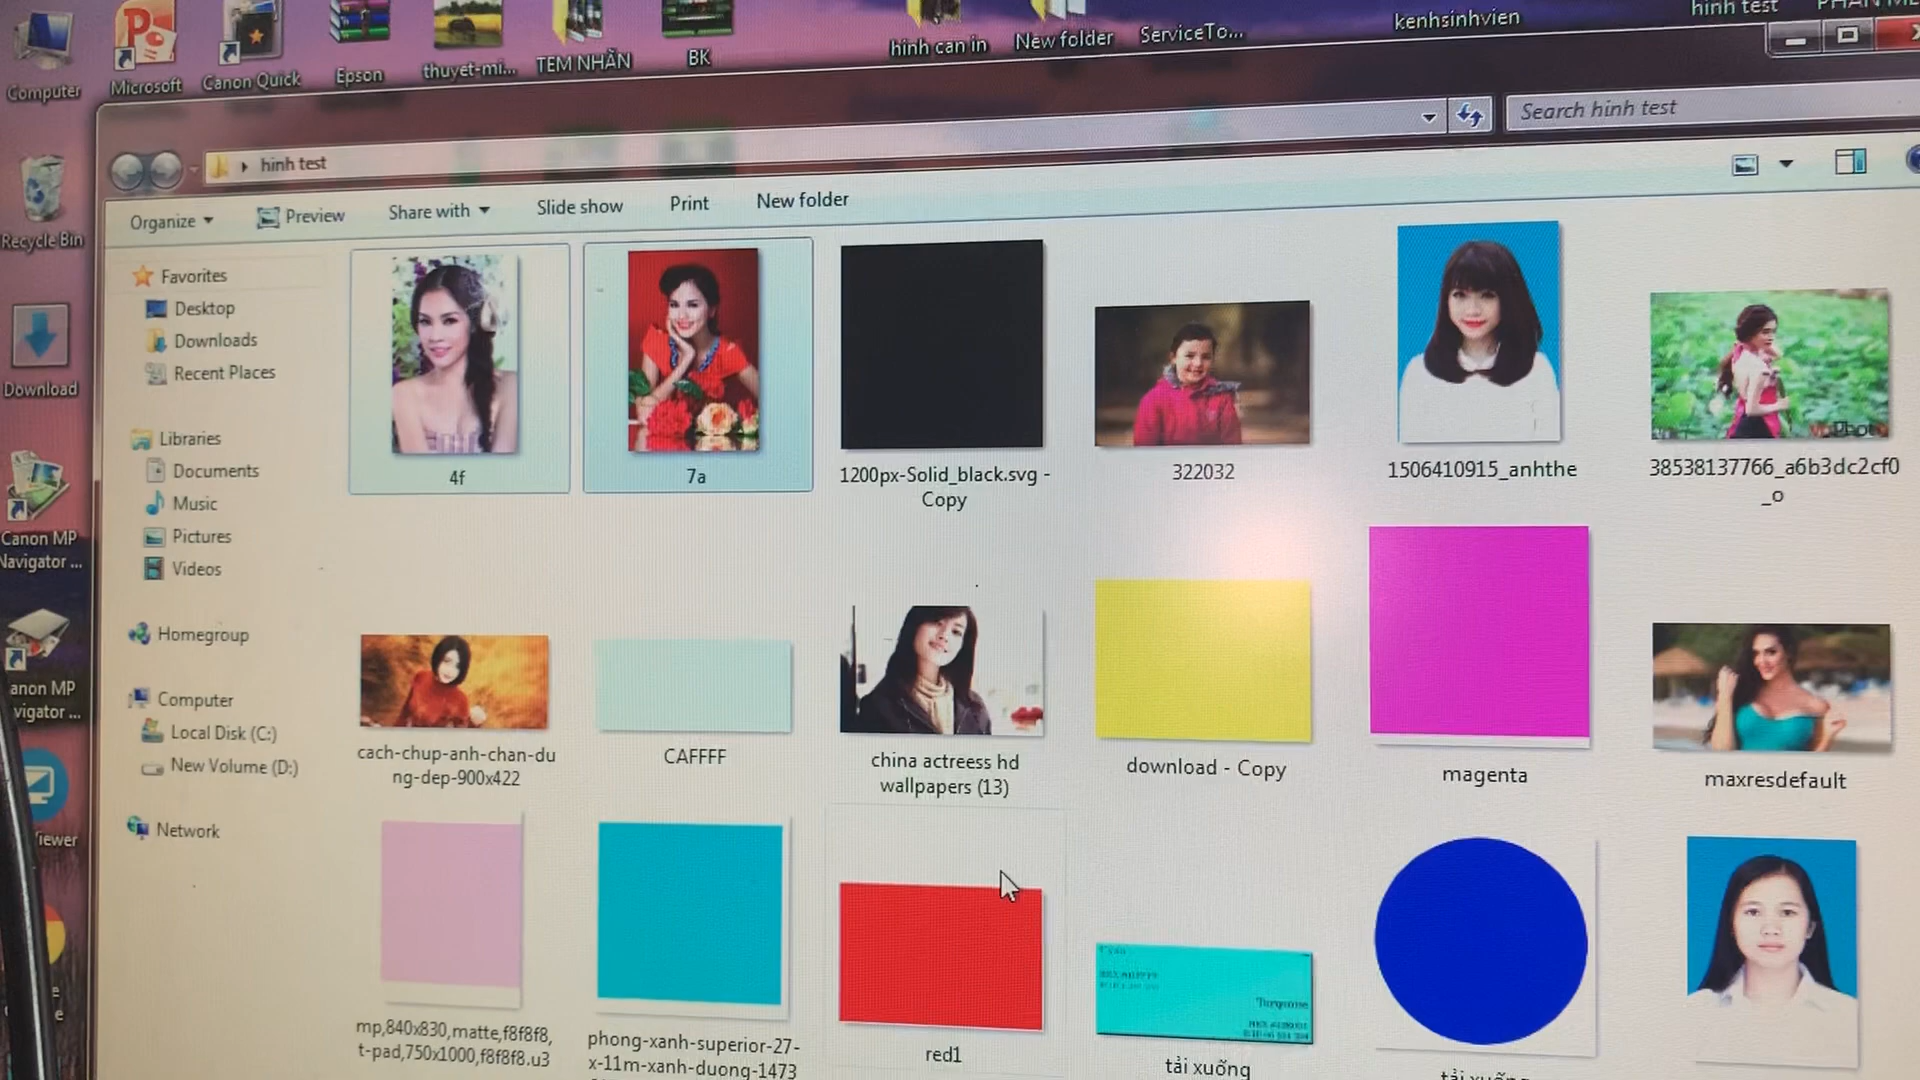 Computer
Microsoft
Canon Quick
Epson
thuyet-mi...
TEM NHÃN
BK
hinh can in
New folder
ServiceTo...
kenhsinhvien
hinh test
hinh test
Search hinh test
Organize
Preview
Share with
Slide show
Print
New folder
Recycle Bin
Download
Canon MP
Navigator ...
anon MP
vigator ...
iewer
Favorites
Desktop
Downloads
Recent Places
Libraries
Documents
Music
Pictures
Videos
Homegroup
Computer
Local Disk (C:)
New Volume (D:)
Network
4f
7a
1200px-Solid_black.svg -
Copy
322032
1506410915_anhthe
38538137766_a6b3dc2cf0
_o
cach-chup-anh-chan-du
ng-dep-900x422
CAFFFF
china actreess hd
wallpapers (13)
download - Copy
magenta
maxresdefault
mp,840x830,matte,f8f8f8,
t-pad,750x1000,f8f8f8.u3
phong-xanh-superior-27-
x-11m-xanh-duong-1473
red1
Turquoise
tải xuống
tải xuống